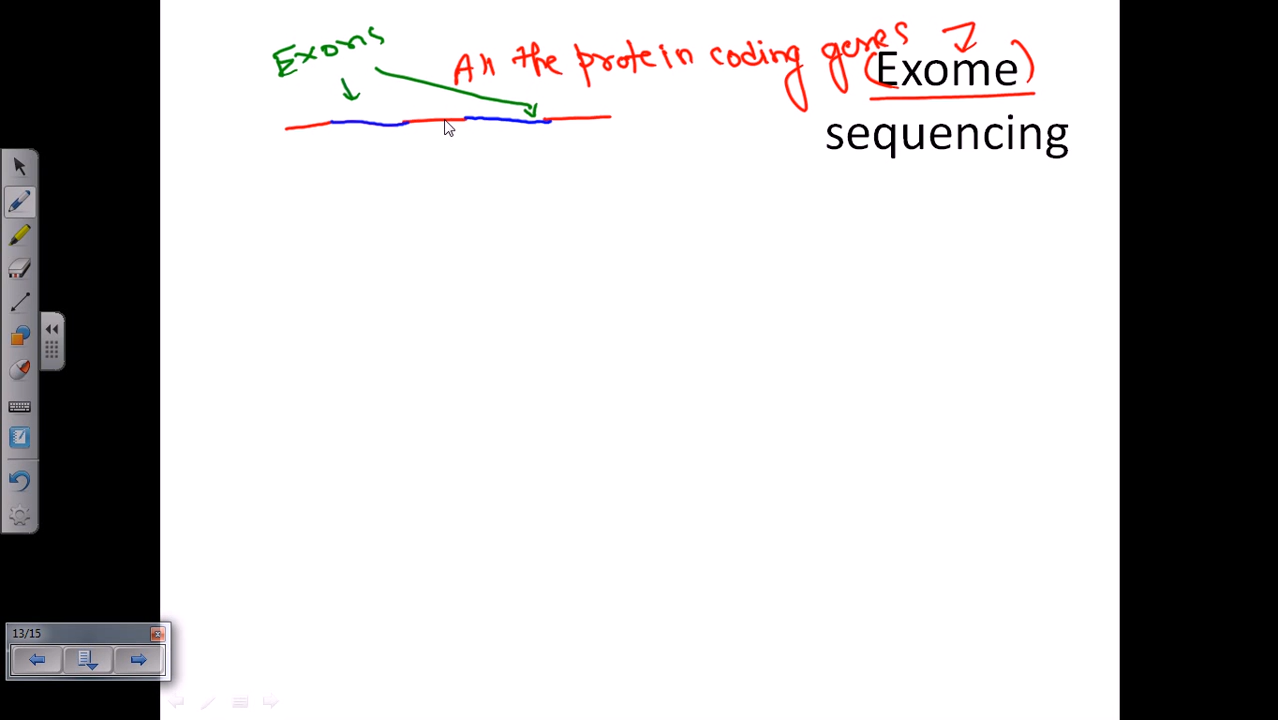 Exons
All the protein coding genes
(Exome)
sequencing
13/15